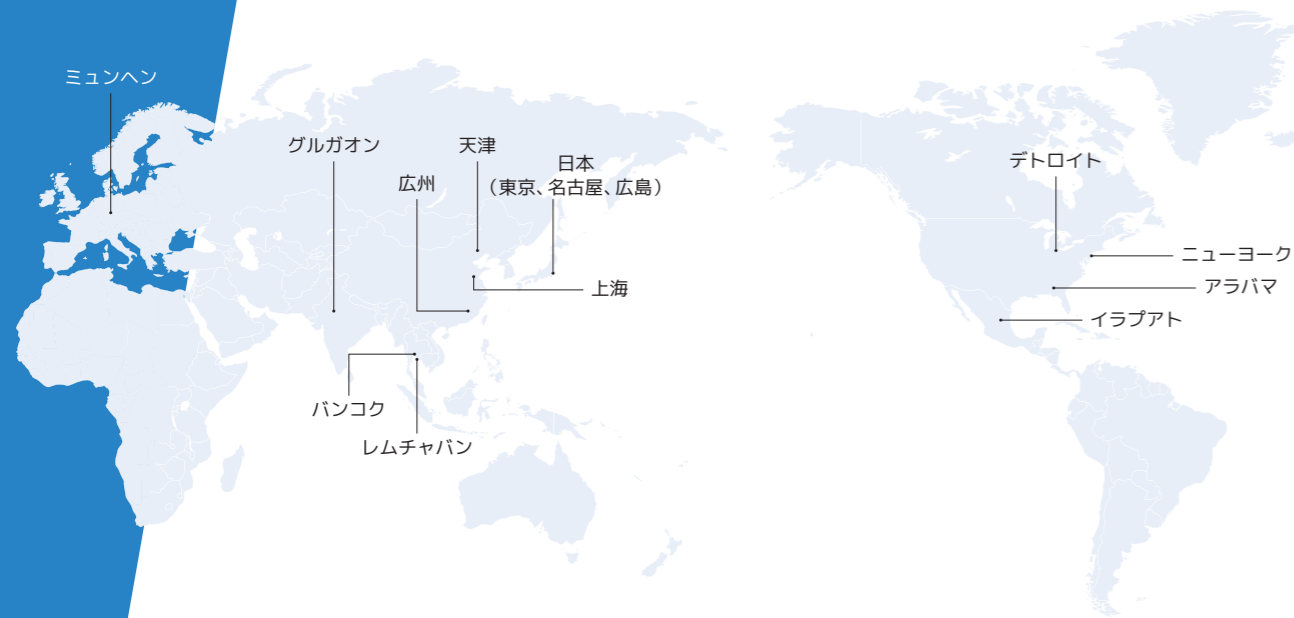 ミュンヘン
グルガオン
天津
日本
（東京、名古屋、広島）
広州
上海
バンコク
レムチャバン
デトロイト
ニューヨーク
アラバマ
イラプアト